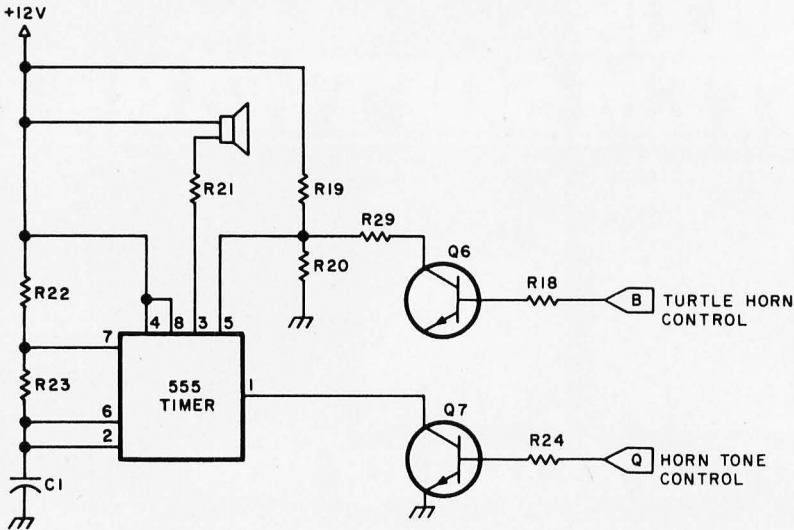 +12V
R21
R19
R29
Q6
R20
R18
B
TURTLE HORN
CONTROL
R22
4
8
3
5
7
555
TIMER
1
R23
6
2
Q7
R24
Q
HORN TONE
CONTROL
C1